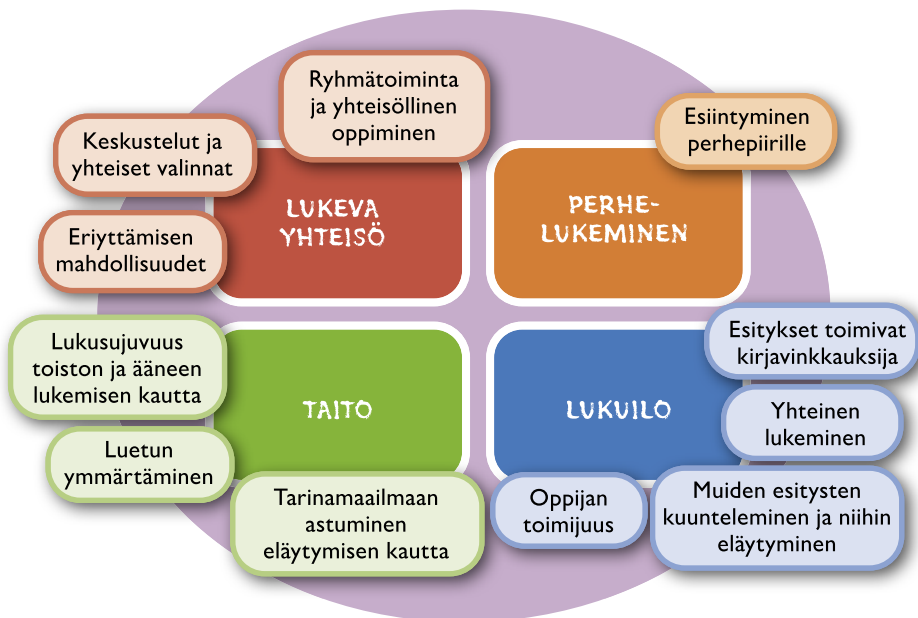 Ryhmätoiminta
ja yhteisöllinen
oppiminen
Keskustelut ja
yhteiset valinnat
Eriyttämisen
mahdollisuudet
LUKEVA
YHTEISÖ
Esiintyminen
perhepiirille
PERHE-
LUKEMINEN
Lukusujuvuus
toiston ja ääneen
lukemisen kautta
Luetun
ymmärtäminen
Tarinamaailmaan
astuminen
eläytymisen kautta
TAITO
LUKUILO
Esitykset toimivat
kirjavinkkauksija
Yhteinen
lukeminen
Muiden esitysten
kuunteleminen ja niihin
eläytyminen
Oppijan
toimijuus